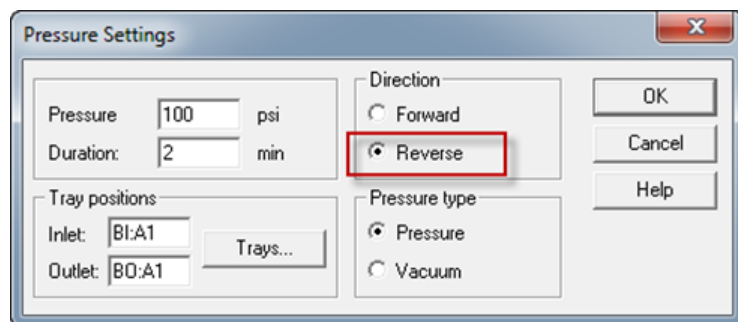 Pressure Settings
Pressure 100 psi
Duration: 2 min
Direction
Forward
Reverse
OK
Cancel
Help
Tray positions
Inlet: BI:A1
Outlet: BO:A1
Trays...
Pressure type
Pressure
Vacuum